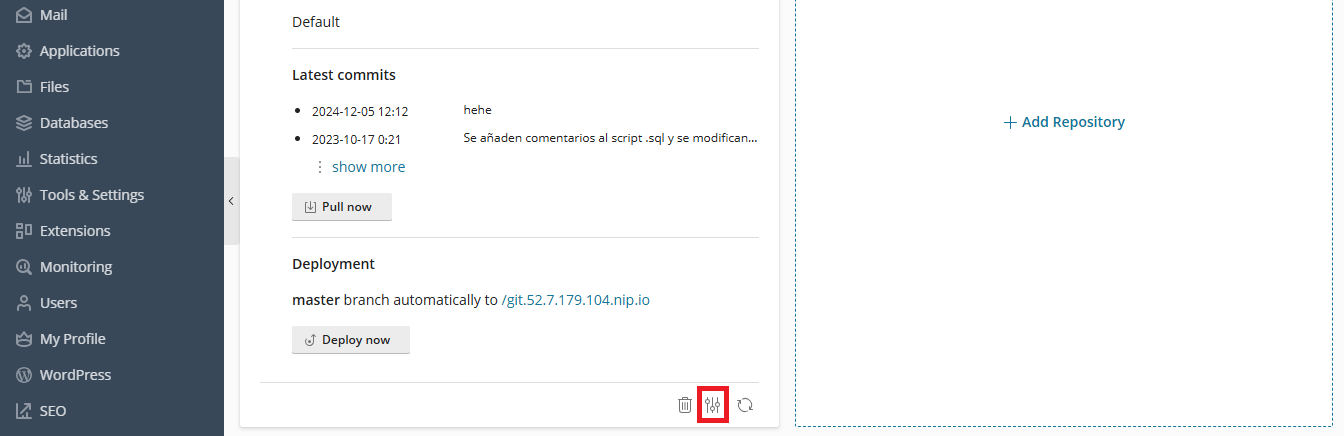 Mail
Applications
Files
Databases
Statistics
Tools & Settings
Extensions
Monitoring
Users
My Profile
WordPress
SEO
Default
Latest commits
2024-12-05 12:12 hehe
2023-10-17 0:21 Se añaden comentarios al script .sql y se modifican...
show more
Pull now
Deployment
master branch automatically to /git.52.7.179.104.nip.io
Deploy now
+ Add Repository